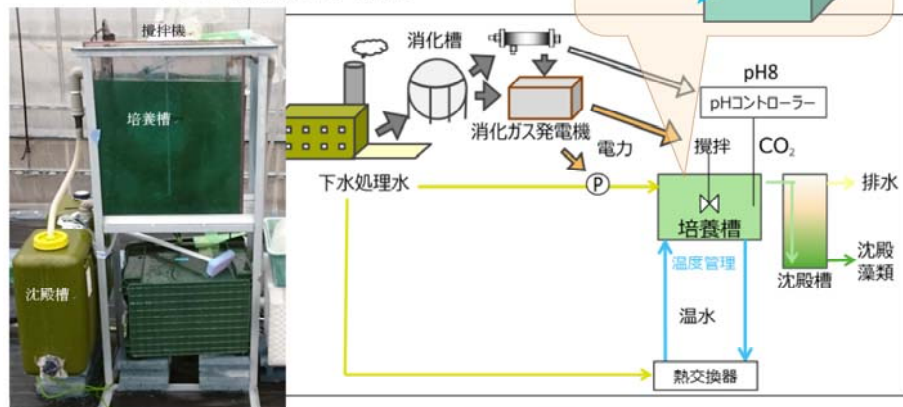 攪拌機
培養槽
沈殿槽
消化槽
消化ガス発電機
電力
pH8
pHコントローラー
攪拌
CO₂
下水処理水
P
培養槽
排水
沈殿
藻類
沈殿槽
温度管理
温水
熱交換器